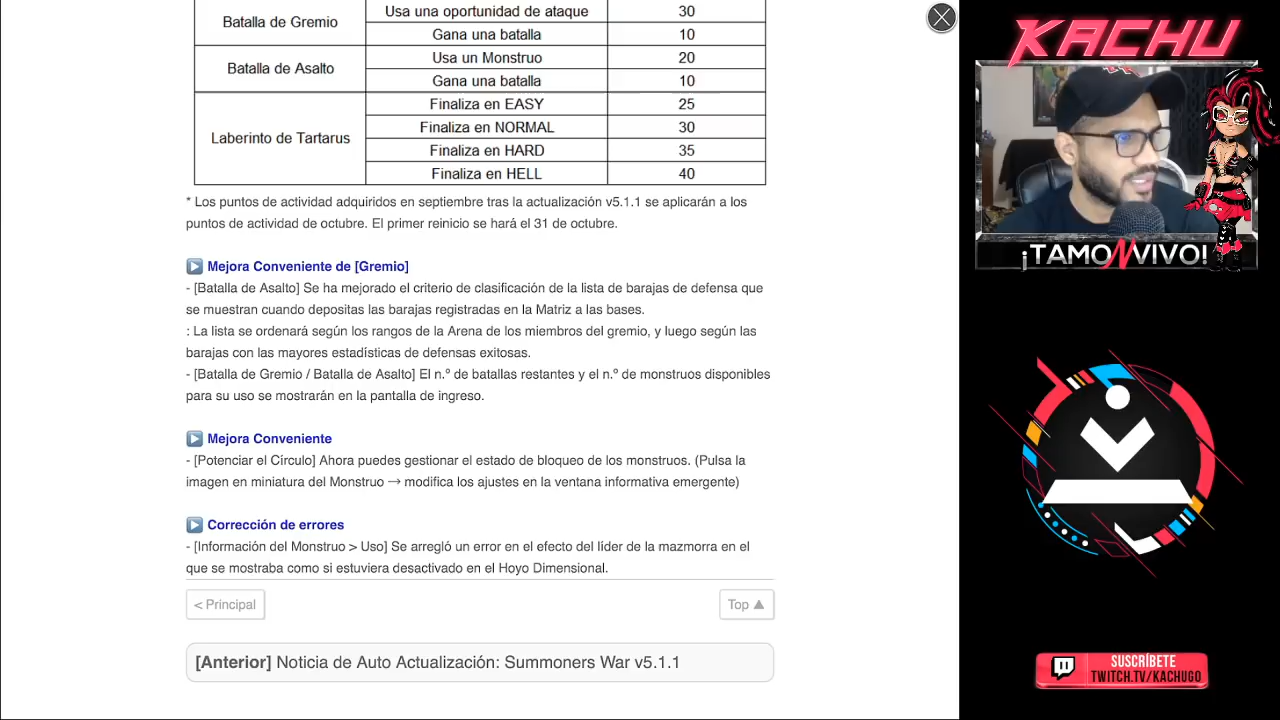 Batalla de Gremio
Usa una oportunidad de ataque 30
Gana una batalla 10
Batalla de Asalto
Usa un Monstruo 20
Gana una batalla 10
Laberinto de Tartarus
Finaliza en EASY 25
Finaliza en NORMAL 30
Finaliza en HARD 35
Finaliza en HELL 40
* Los puntos de actividad adquiridos en septiembre tras la actualización v5.1.1 se aplicarán a los
puntos de actividad de octubre. El primer reinicio se hará el 31 de octubre.
Mejora Conveniente de [Gremio]
- [Batalla de Asalto] Se ha mejorado el criterio de clasificación de la lista de barajas de defensa que
se muestran cuando depositas las barajas registradas en la Matriz a las bases.
: La lista se ordenará según los rangos de la Arena de los miembros del gremio, y luego según las
barajas con las mayores estadísticas de defensas exitosas.
- [Batalla de Gremio / Batalla de Asalto] El n.º de batallas restantes y el n.º de monstruos disponibles
para su uso se mostrarán en la pantalla de ingreso.
Mejora Conveniente
- [Potenciar el Círculo] Ahora puedes gestionar el estado de bloqueo de los monstruos. (Pulsa la
imagen en miniatura del Monstruo → modifica los ajustes en la ventana informativa emergente)
Corrección de errores
- [Información del Monstruo > Uso] Se arregló un error en el efecto del líder de la mazmorra en el
que se mostraba como si estuviera desactivado en el Hoyo Dimensional.
< Principal
Top ▲
[Anterior] Noticia de Auto Actualización: Summoners War v5.1.1
KACHU
¡TAMO N VIVO!
SUSCRÍBETE
TWITCH.TV/KACHUGO